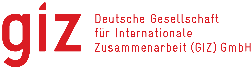 giz
Deutsche Gesellschaft
für Internationale
Zusammenarbeit (GIZ) GmbH